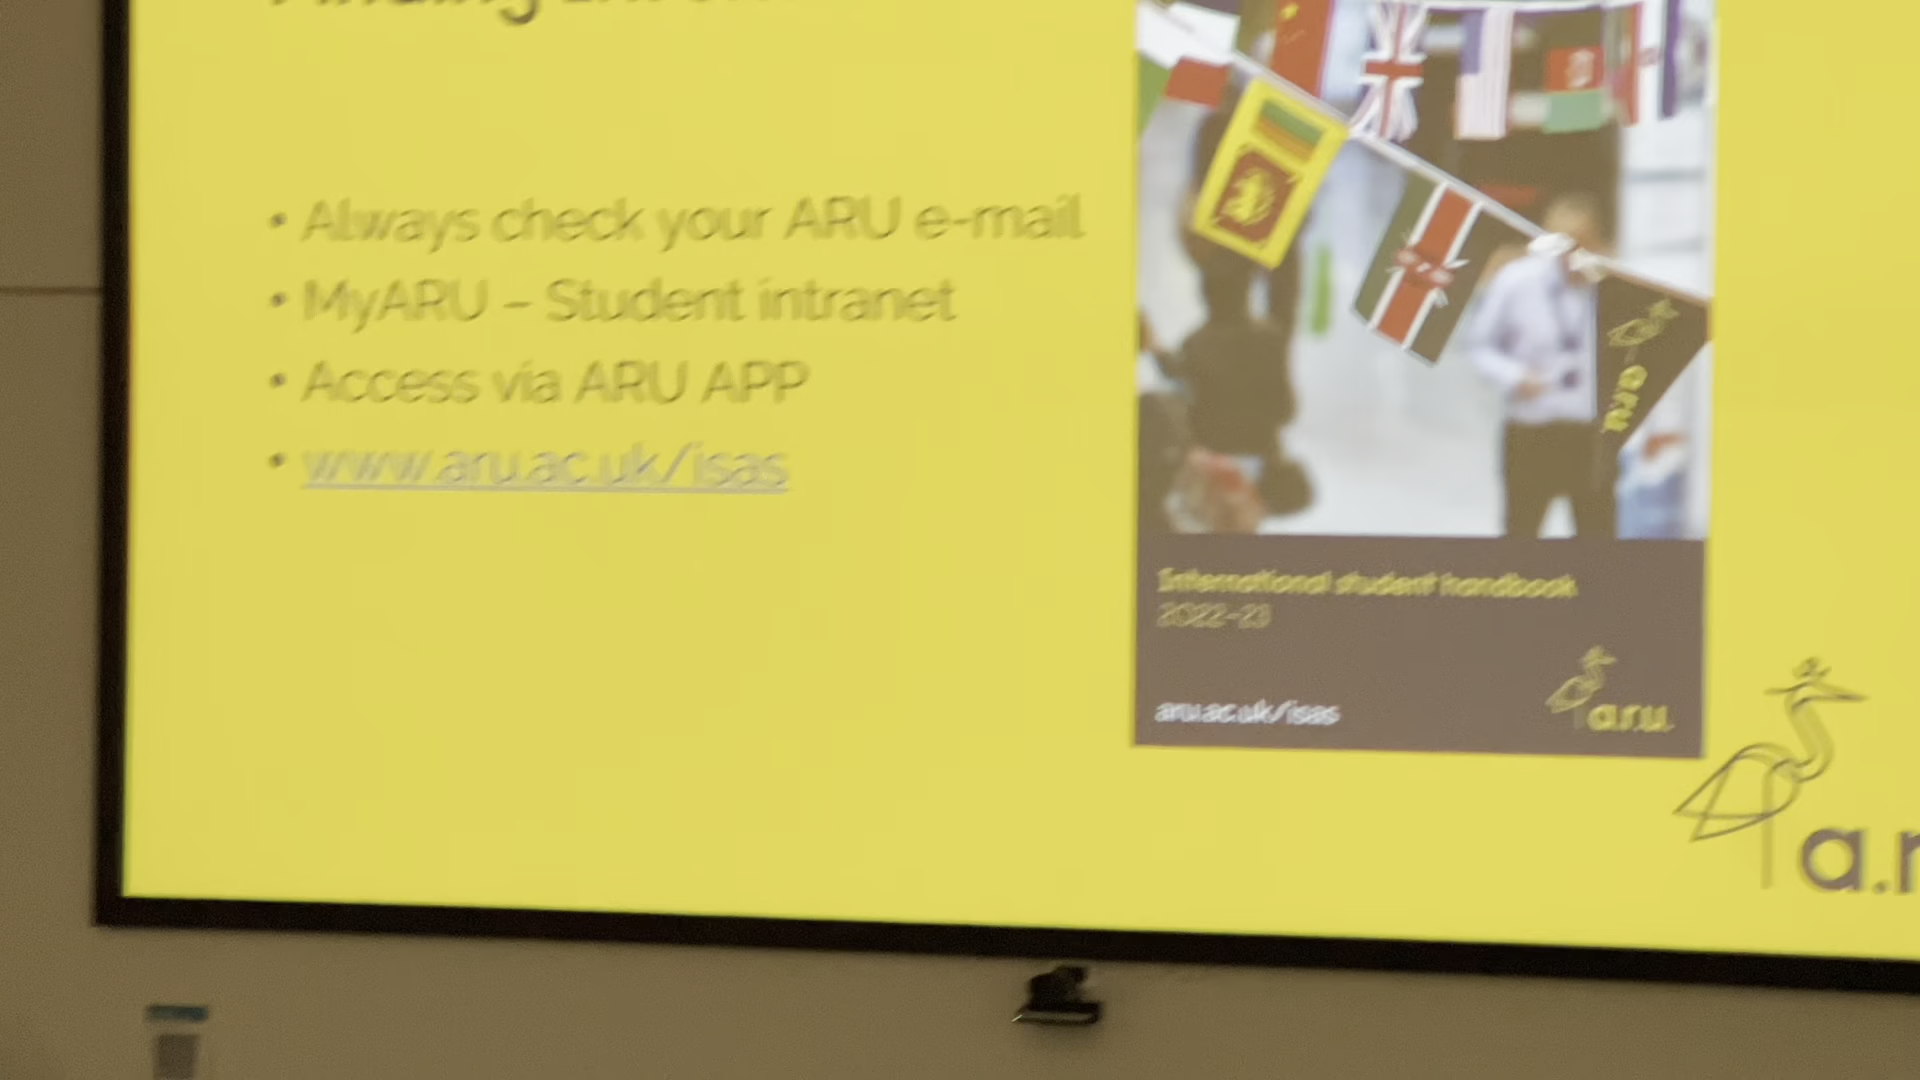 Finding
• Always check your ARU e-mail
• MyARU – Student intranet
• Access via ARU APP
• www.aru.ac.uk/isas
a.r.u.
International student handbook
2022-23
aru.ac.uk/isas
a.r.u.
a.r